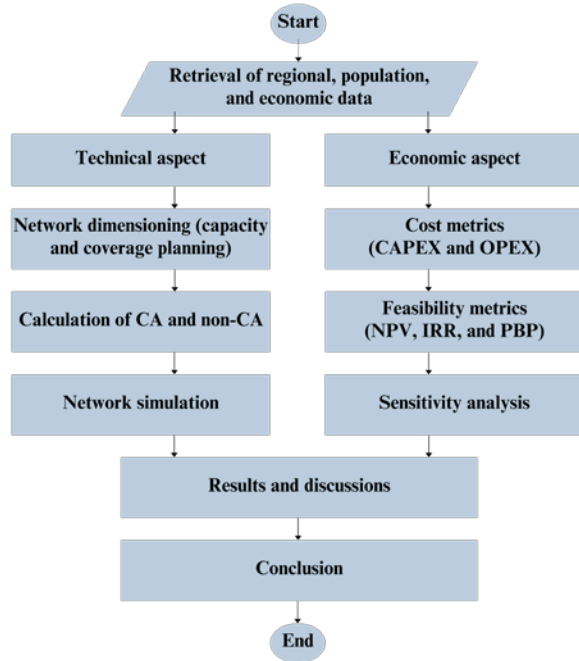 Start
Retrieval of regional, population,
and economic data
Technical aspect
Economic aspect
Network dimensioning (capacity
and coverage planning)
Cost metrics
(CAPEX and OPEX)
Calculation of CA and non-CA
Feasibility metrics
(NPV, IRR, and PBP)
Network simulation
Sensitivity analysis
Results and discussions
Conclusion
End